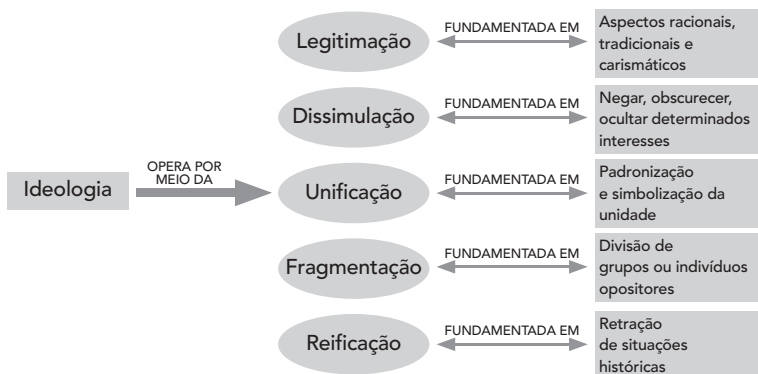 Ideologia
OPERA POR
MEIO DA
Legitimação
FUNDAMENTADA EM
Aspectos racionais,
tradicionais e
carismáticos
Dissimulação
FUNDAMENTADA EM
Negar, obscurecer,
ocultar determinados
interesses
Unificação
FUNDAMENTADA EM
Padronização
e simbolização da
unidade
Fragmentação
FUNDAMENTADA EM
Divisão de
grupos ou indivíduos
opositores
Reificação
FUNDAMENTADA EM
Retração
de situações
históricas